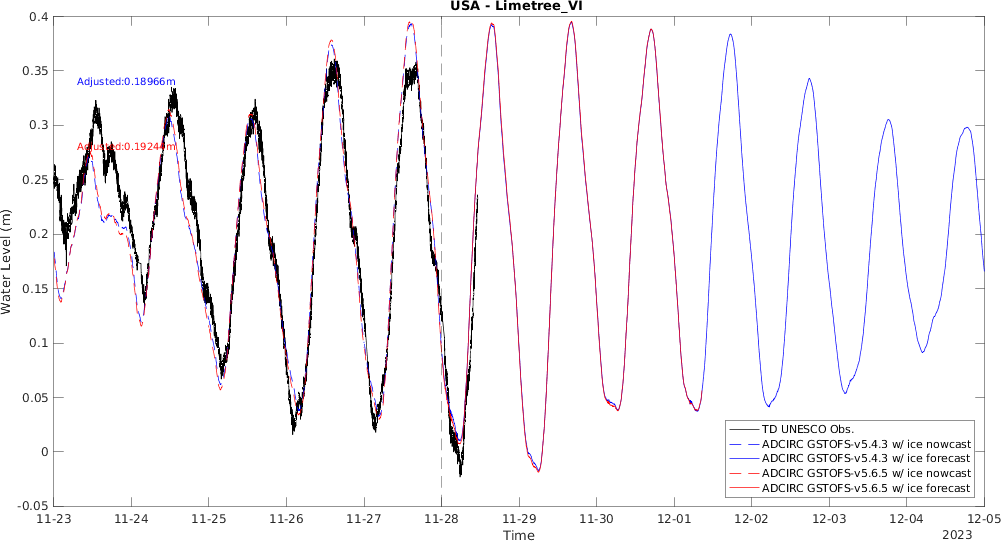 USA - Limetree_VI
0.4
0.35
0.3
0.25
0.2
0.15
0.1
0.05
0
-0.05
Water Level (m)
Adjusted:0.18966m
Adjusted:0.19244m
TD UNESCO Obs.
ADCIRC GSTOFS-v5.4.3 w/ ice nowcast
ADCIRC GSTOFS-v5.4.3 w/ ice forecast
ADCIRC GSTOFS-v5.6.5 w/ ice nowcast
ADCIRC GSTOFS-v5.6.5 w/ ice forecast
11-23 11-24 11-25 11-26 11-27 11-28 11-29 11-30 12-01 12-02 12-03 12-04 12-05
Time
2023